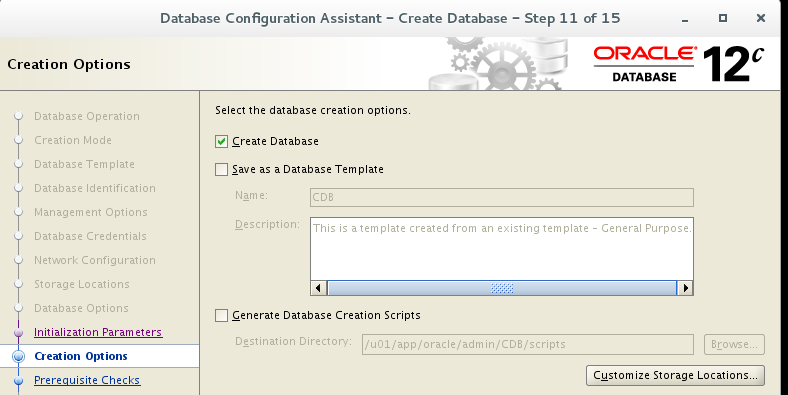 Database Configuration Assistant - Create Database - Step 11 of 15
Creation Options
ORACLE
DATABASE
12c
Database Operation
Creation Mode
Database Template
Database Identification
Management Options
Database Credentials
Network Configuration
Storage Locations
Database Options
Initialization Parameters
Creation Options
Prerequisite Checks
Select the database creation options.
Create Database
Save as a Database Template
Name: CDB
Description: This is a template created from an existing template - General Purpose.
Generate Database Creation Scripts
Destination Directory: /u01/app/oracle/admin/CDB/scripts Browse...
Customize Storage Locations...